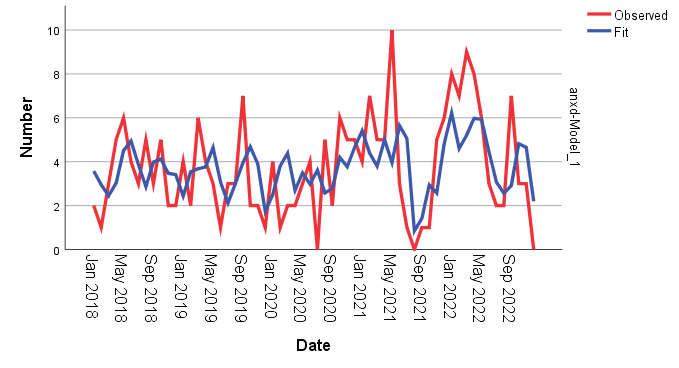 Observed
Fit
anxd-Model_1
Number
10
8
6
4
2
0
Jan 2018
May 2018
Sep 2018
Jan 2019
May 2019
Sep 2019
Jan 2020
May 2020
Sep 2020
Jan 2021
May 2021
Sep 2021
Jan 2022
May 2022
Sep 2022
Date